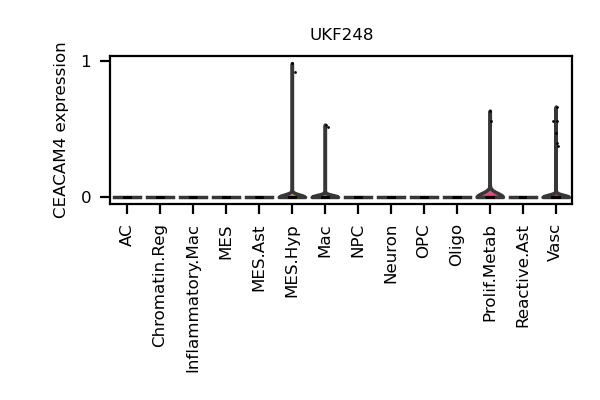 UKF248
CEACAM4 expression
1
0
AC
Chromatin.Reg
Inflammatory.Mac
MES
MES.Ast
MES.Hyp
Mac
NPC
Neuron
OPC
Oligo
Prolif.Metab
Reactive.Ast
Vasc